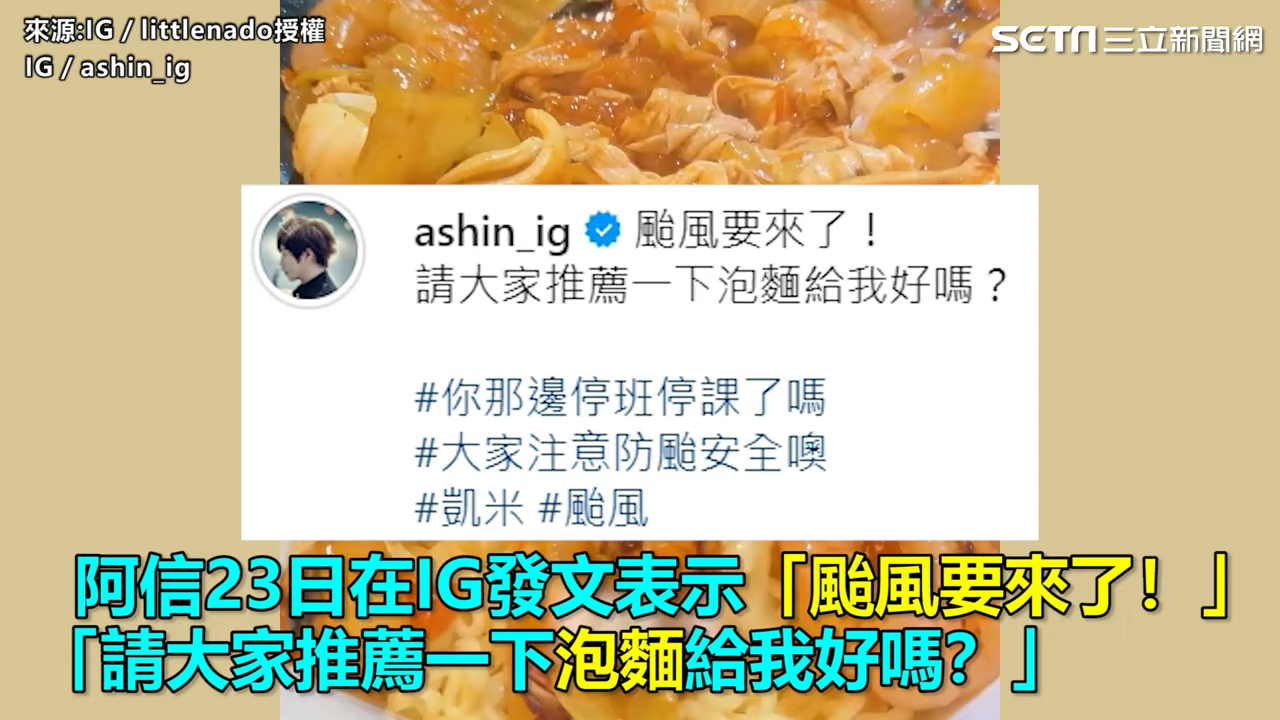 來源:IG / littlenado授權
IG / ashin_ig
SETN三立新聞網
ashin_ig 颱風要來了！
請大家推薦一下泡麵給我好嗎？
#你那邊停班停課了嗎
#大家注意防颱安全噢
#凱米 #颱風
阿信23日在IG發文表示「颱風要來了！」
「請大家推薦一下泡麵給我好嗎？」